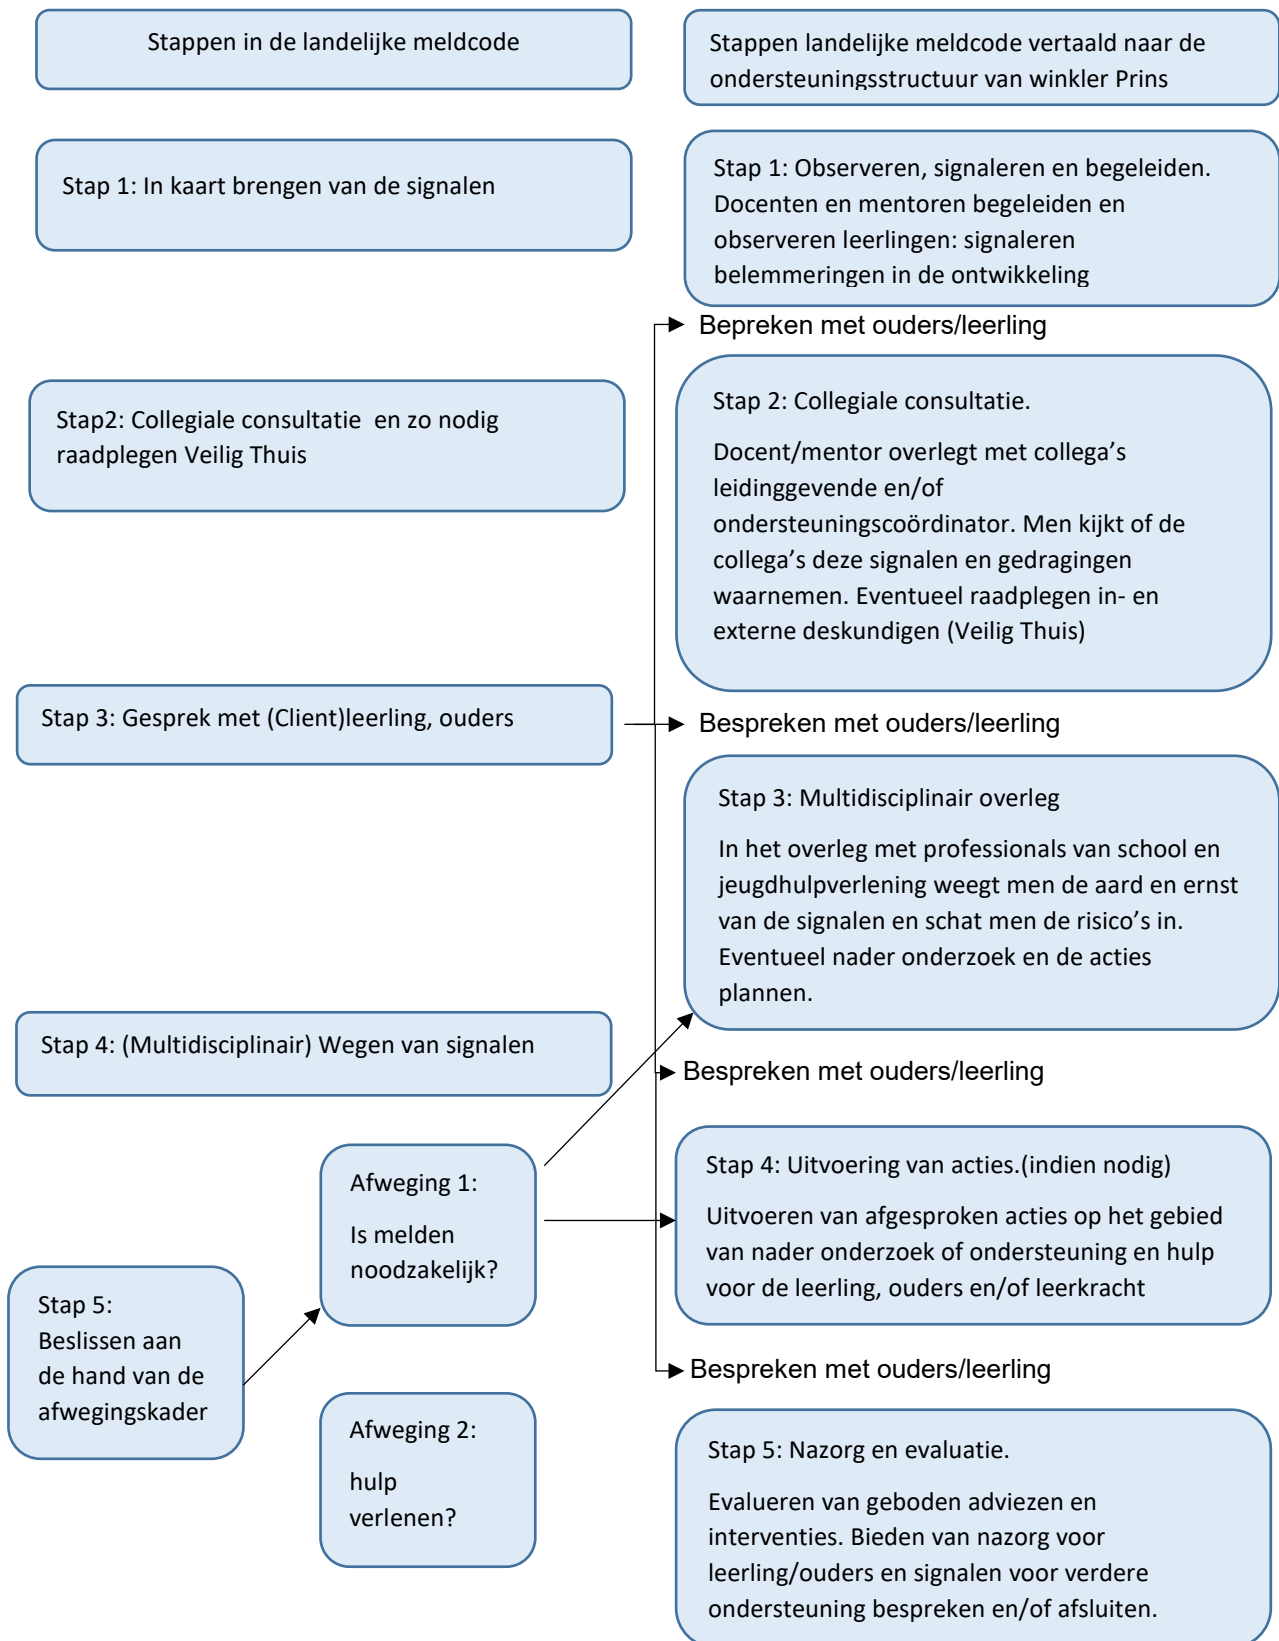 Stappen in de landelijke meldcode
Stappen landelijke meldcode vertaald naar de
ondersteuningsstructuur van winkler Prins
Stap 1: In kaart brengen van de signalen
Stap 1: Observeren, signaleren en begeleiden.
Docenten en mentoren begeleiden en
observeren leerlingen: signaleren
belemmeringen in de ontwikkeling
Bepreken met ouders/leerling
Stap2: Collegiale consultatie  en zo nodig
raadplegen Veilig Thuis
Stap 2: Collegiale consultatie.
Docent/mentor overlegt met collega’s
leidinggevende en/of
ondersteuningscoördinator. Men kijkt of de
collega’s deze signalen en gedragingen
waarnemen. Eventueel raadplegen in- en
externe deskundigen (Veilig Thuis)
Stap 3: Gesprek met (Client)leerling, ouders
Bespreken met ouders/leerling
Stap 3: Multidisciplinair overleg
In het overleg met professionals van school en
jeugdhulpverlening weegt men de aard en ernst
van de signalen en schat men de risico’s in.
Eventueel nader onderzoek en de acties
plannen.
Stap 4: (Multidisciplinair) Wegen van signalen
Bespreken met ouders/leerling
Afweging 1:
Is melden
noodzakelijk?
Stap 4: Uitvoering van acties.(indien nodig)
Uitvoeren van afgesproken acties op het gebied
van nader onderzoek of ondersteuning en hulp
voor de leerling, ouders en/of leerkracht
Stap 5:
Beslissen aan
de hand van de
afwegingskader
Bespreken met ouders/leerling
Afweging 2:
hulp
verlenen?
Stap 5: Nazorg en evaluatie.
Evalueren van geboden adviezen en
interventies. Bieden van nazorg voor
leerling/ouders en signalen voor verdere
ondersteuning bespreken en/of afsluiten.